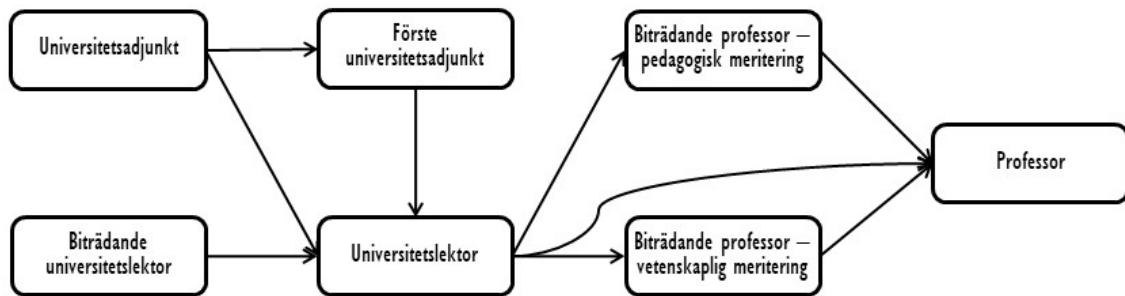 Universitetsadjunkt
Förste
universitetsadjunkt
Biträdande professor –
pedagogisk meritering
Professor
Biträdande
universitetslektor
Universitetslektor
Biträdande professor –
vetenskaplig meritering